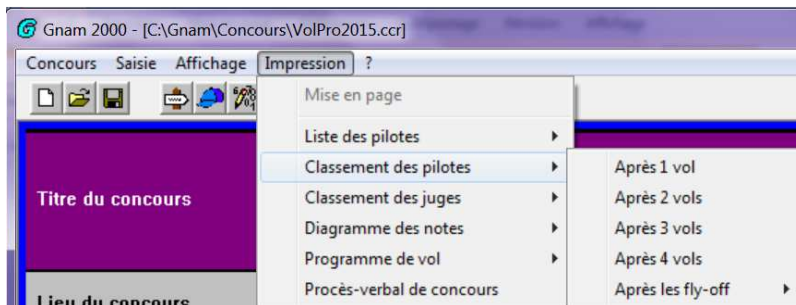 Gnam 2000 - [C:\Gnam\Concours\VolPro2015.ccr]
Concours Saisie Affichage Impression ?
Mise en page
Liste des pilotes
Classement des pilotes
Classement des juges
Diagramme des notes
Programme de vol
Procès-verbal de concours
Après 1 vol
Après 2 vols
Après 3 vols
Après 4 vols
Après les fly-off
Titre du concours
Lieu du concours